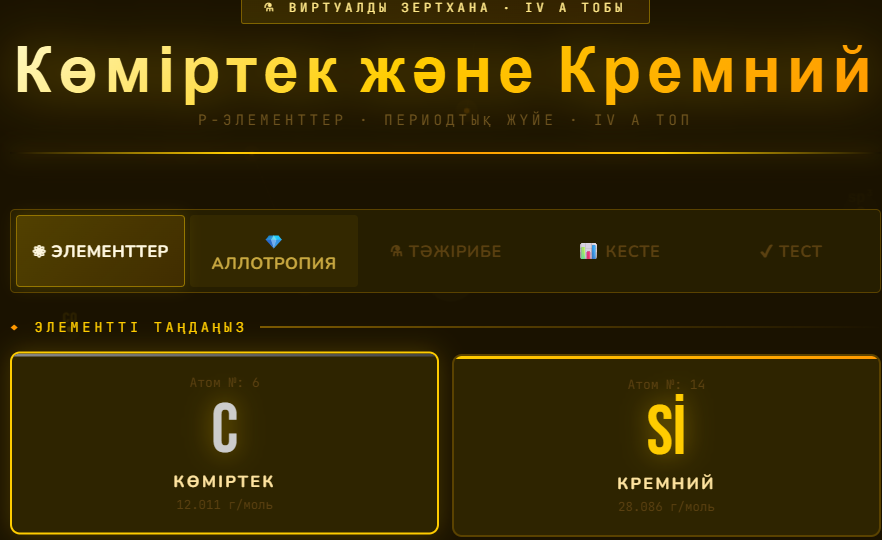 ⚗ ВИРТУАЛДЫ ЗЕРТХАНА · IV А ТОБЫ
Көміртек және Кремний
Р-ЭЛЕМЕНТТЕР · ПЕРИОДТЫҚ ЖҮЙЕ · IV А ТОП
⚛ ЭЛЕМЕНТТЕР
💎 АЛЛОТРОПИЯ
⚗ ТӘЖІРИБЕ
📊 КЕСТЕ
✓ ТЕСТ
◆ ЭЛЕМЕНТТІ ТАҢДАҢЫЗ
Атом №: 6
C
КӨМІРТЕК
12.011 г/моль
Атом №: 14
Si
КРЕМНИЙ
28.086 г/моль